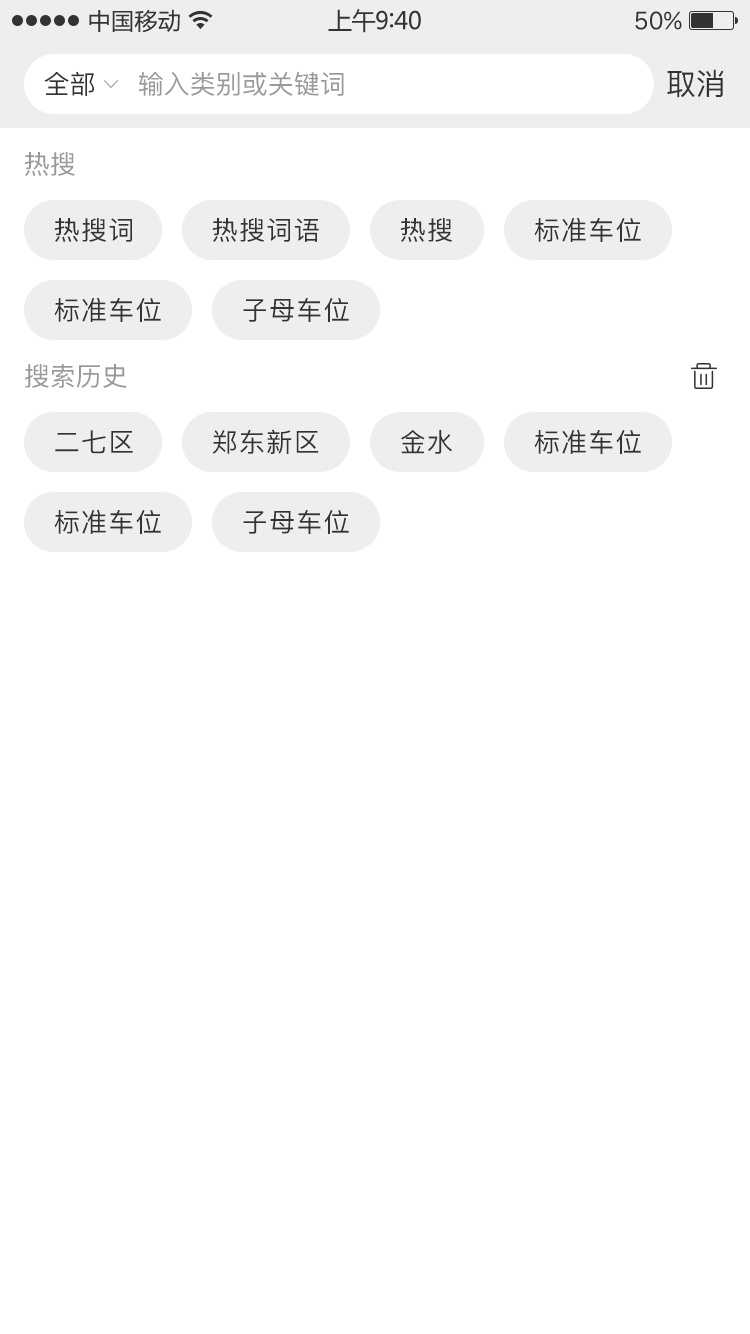 中国移动 上午9:40 50%
全部 输入类别或关键词 取消
热搜
热搜词 热搜词语 热搜 标准车位
标准车位 子母车位
搜索历史
二七区 郑东新区 金水 标准车位
标准车位 子母车位